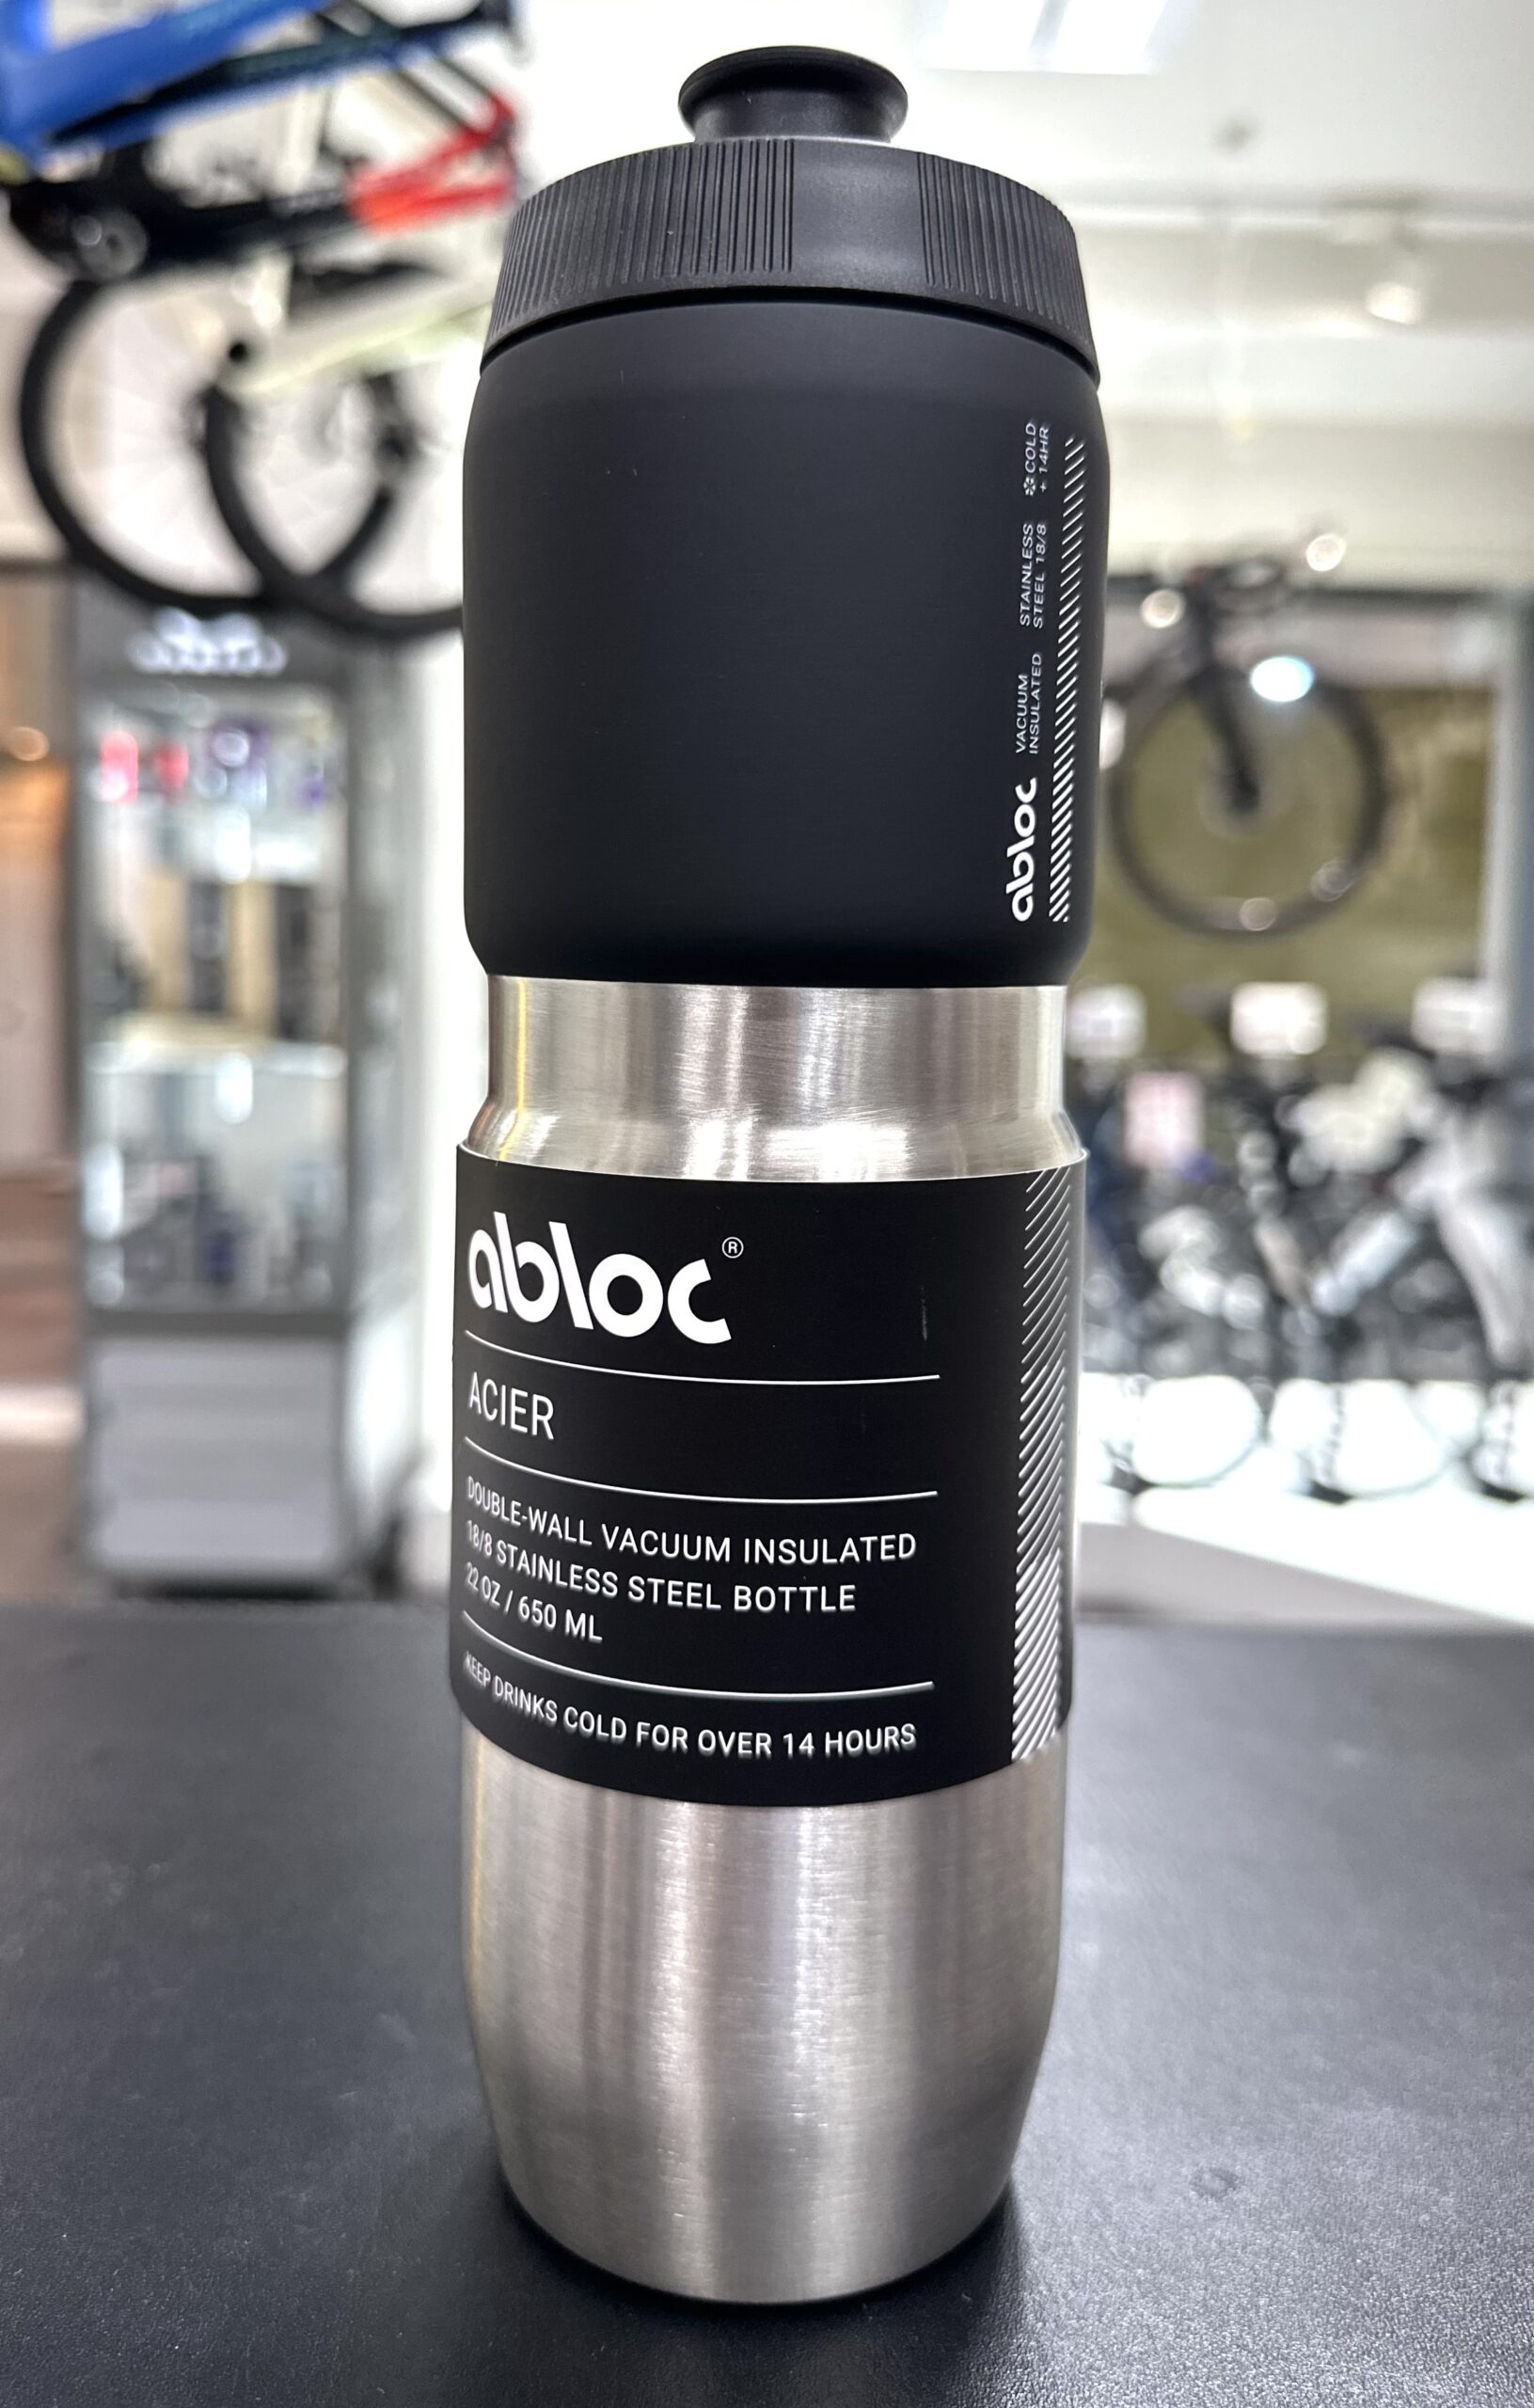 abloc
VACUUM
INSULATED
STAINLESS
STEEL 18/8
COLD
+ 14HR
abloc®
ACIER
DOUBLE-WALL VACUUM INSULATED
18/8 STAINLESS STEEL BOTTLE
22 OZ / 650 ML
KEEP DRINKS COLD FOR OVER 14 HOURS